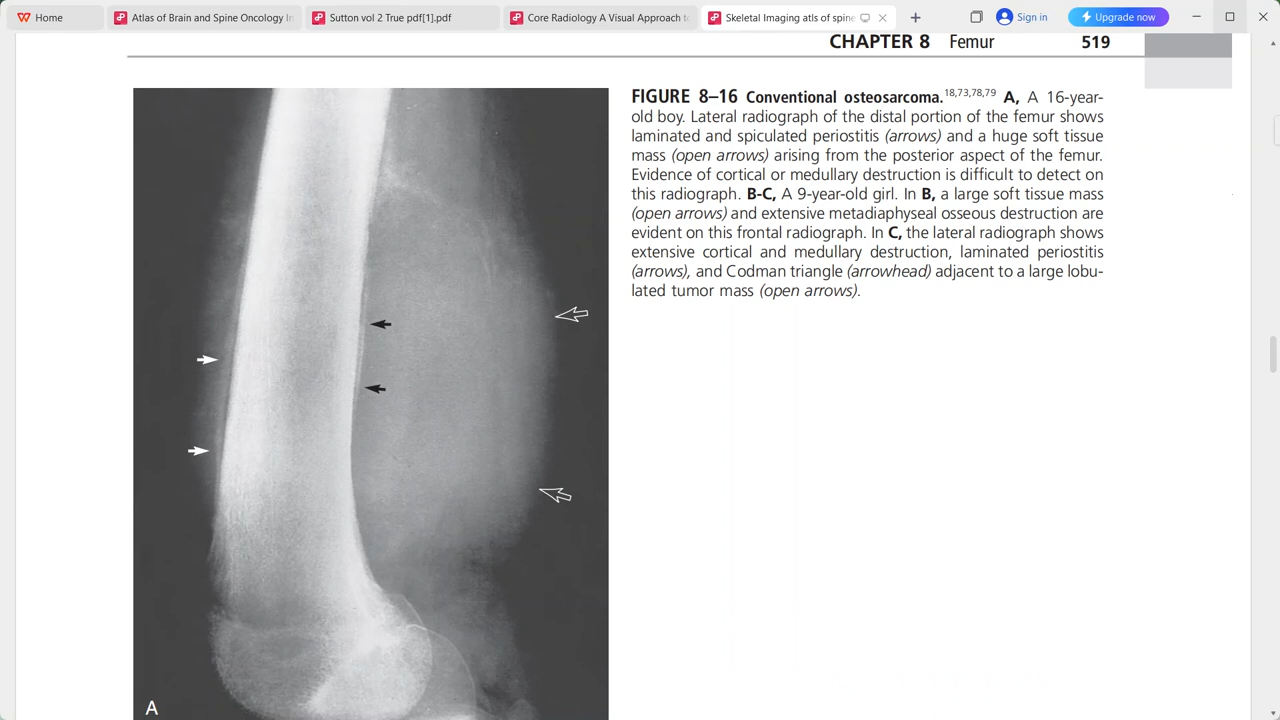 Home
Atlas of Brain and Spine Oncology I
Sutton vol 2 True pdf[1].pdf
Core Radiology A Visual Approach to
Skeletal Imaging atls of spine
Sign in
Upgrade now
CHAPTER 8 Femur 519
FIGURE 8–16 Conventional osteosarcoma.18,73,78,79 A, A 16-year-
old boy. Lateral radiograph of the distal portion of the femur shows
laminated and spiculated periostitis (arrows) and a huge soft tissue
mass (open arrows) arising from the posterior aspect of the femur.
Evidence of cortical or medullary destruction is difficult to detect on
this radiograph. B-C, A 9-year-old girl. In B, a large soft tissue mass
(open arrows) and extensive metadiaphyseal osseous destruction are
evident on this frontal radiograph. In C, the lateral radiograph shows
extensive cortical and medullary destruction, laminated periostitis
(arrows), and Codman triangle (arrowhead) adjacent to a large lobu-
lated tumor mass (open arrows).
A